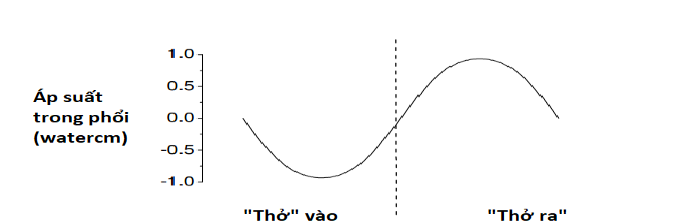 1.0
0.5
0.0
-0.5
-1.0
Áp suất
trong phổi
(watercm)
"Thở" vào
"Thở ra"